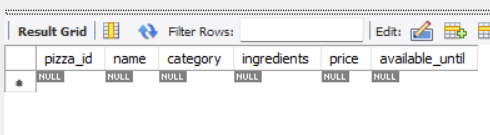 Result Grid Filter Rows: Edit:
pizza_id name category ingredients price available_until
NULL NULL NULL NULL NULL NULL